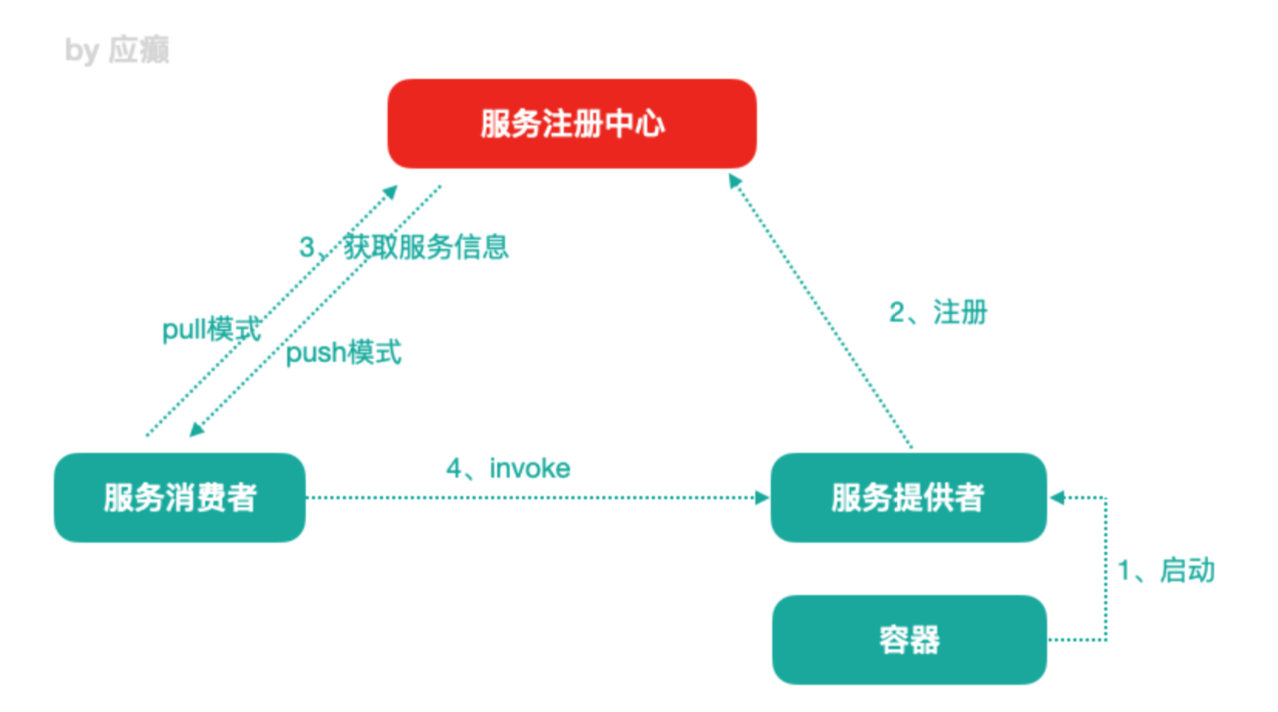 by 应癫
服务注册中心
3、获取服务信息
2、注册
pull模式
push模式
4、invoke
服务消费者
服务提供者
1、启动
容器